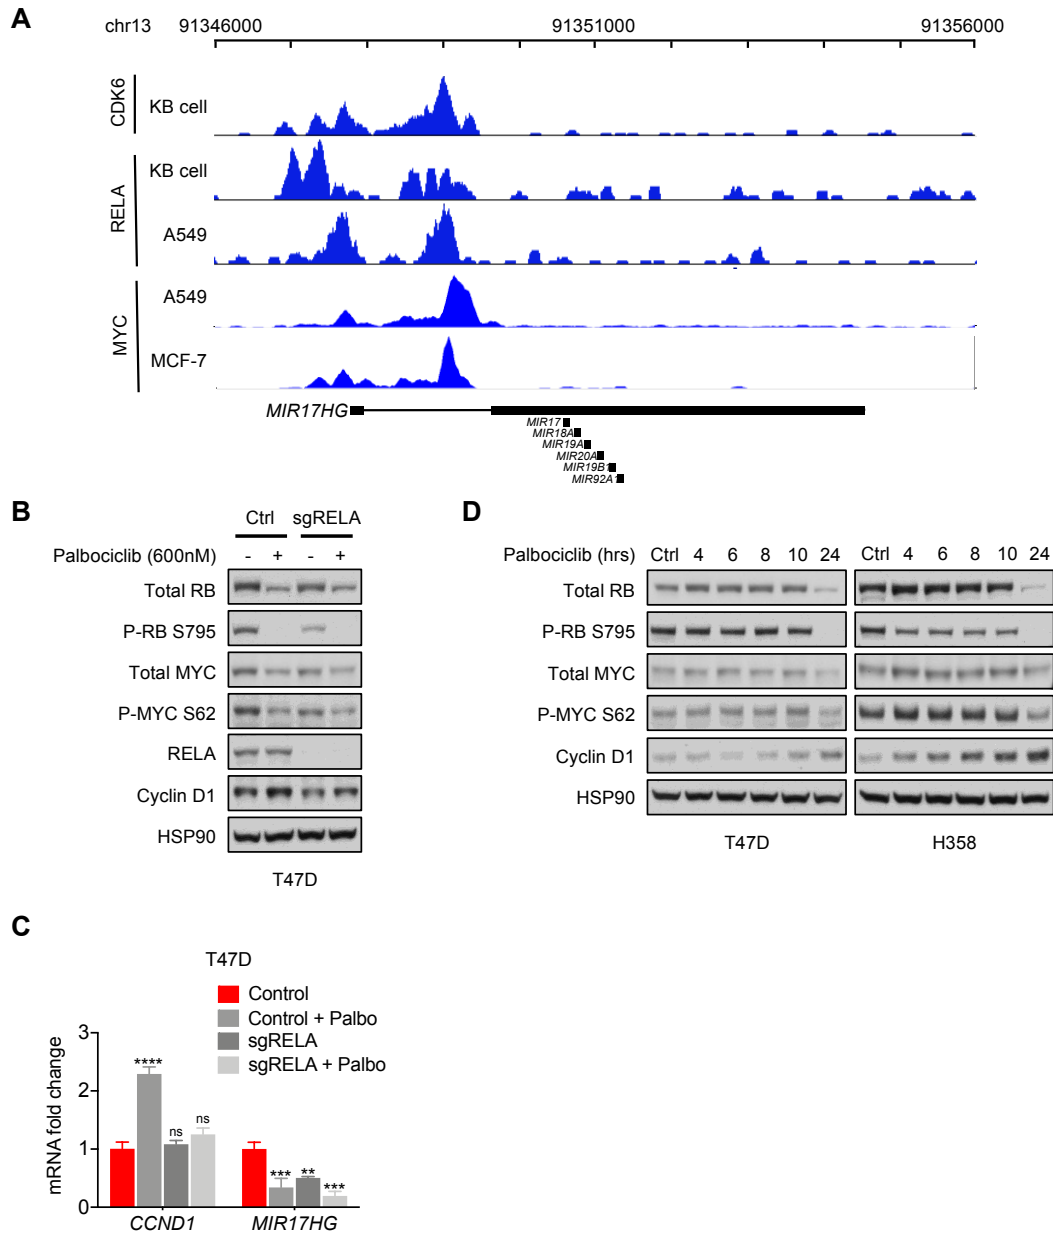 A
chr13 91346000 91351000 91356000
CDK6 KB cell
RELA KB cell
A549
MYC A549
MCF-7
MIR17HG
MIR17
MIR18A
MIR19A
MIR20A
MIR19B1
MIR92A1
B
Ctrl sgRELA
Palbociclib (600nM) - + - +
Total RB
P-RB S795
Total MYC
P-MYC S62
RELA
Cyclin D1
HSP90
T47D
D
Palbociclib (hrs) Ctrl 4 6 8 10 24 Ctrl 4 6 8 10 24
Total RB
P-RB S795
Total MYC
P-MYC S62
Cyclin D1
HSP90
T47D H358
C
T47D
Control
Control + Palbo
sgRELA
sgRELA + Palbo
mRNA fold change
3
2
1
0
**** ns ns *** ** ***
CCND1 MIR17HG